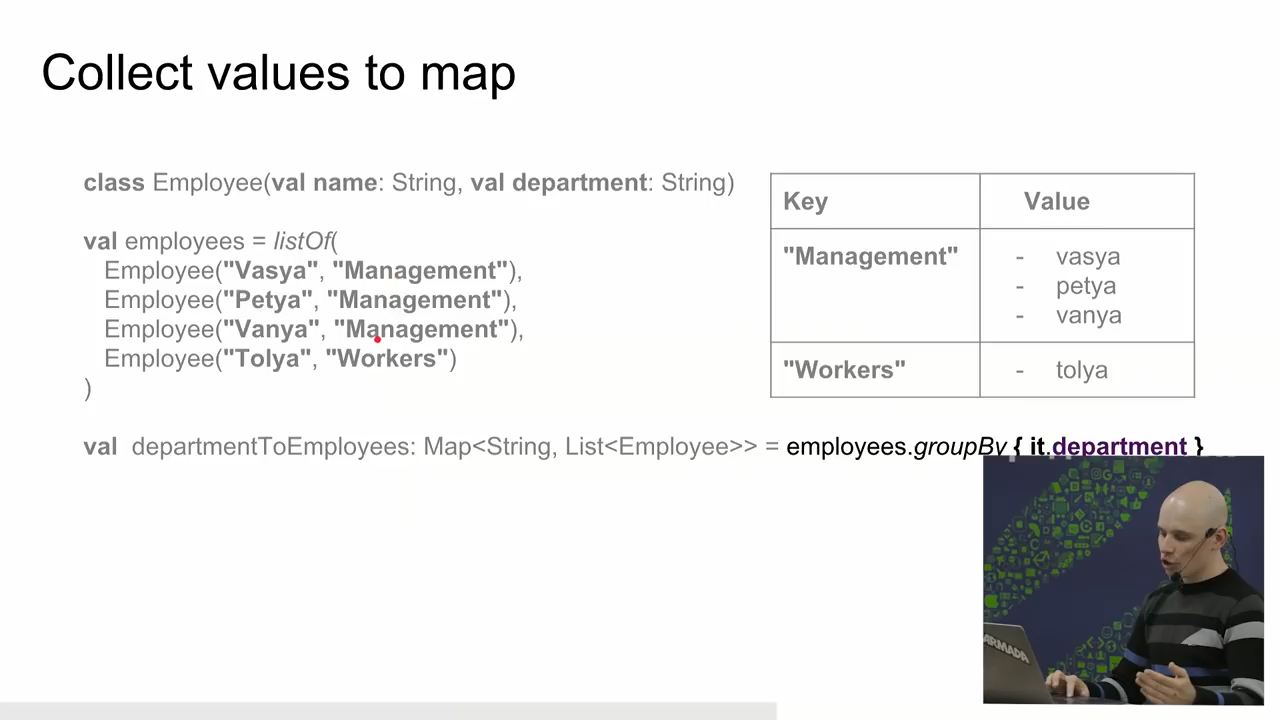 Collect values to map
class Employee(val name: String, val department: String)
val employees = listOf(
Employee("Vasya", "Management"),
Employee("Petya", "Management"),
Employee("Vanya", "Management"),
Employee("Tolya", "Workers")
)
Key Value
"Management" - vasya
- petya
- vanya
"Workers" - tolya
val departmentToEmployees: Map<String, List<Employee>> = employees.groupBy { it.department }
ARMADA